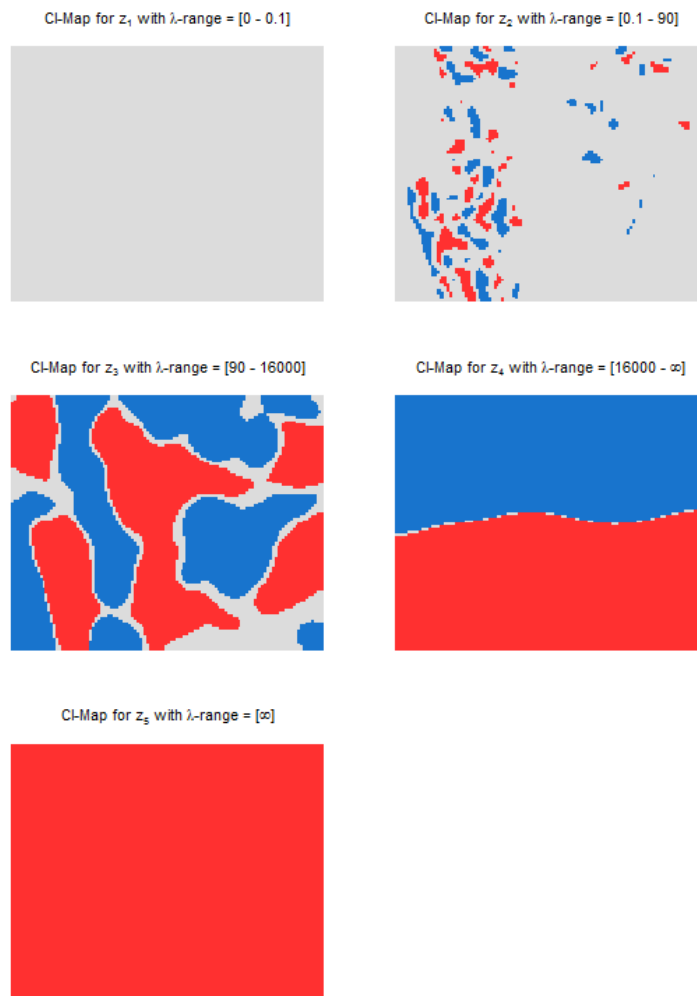 CI-Map for z₁ with λ-range = [0 - 0.1]
CI-Map for z₂ with λ-range = [0.1 - 90]
CI-Map for z₃ with λ-range = [90 - 16000]
CI-Map for z₄ with λ-range = [16000 - ∞]
CI-Map for z₅ with λ-range = [∞]